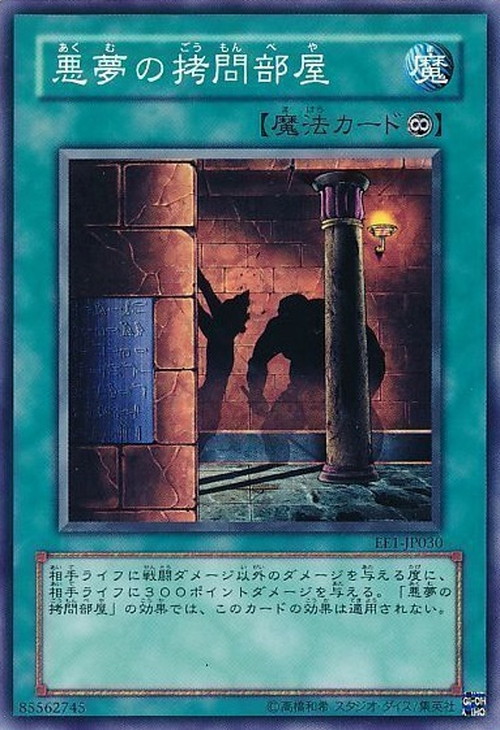 悪夢の拷問部屋
魔
【魔法カード∞】
EE1-JP030
相手ライフに戦闘ダメージ以外のダメージを与える度に、
相手ライフに300ポイントダメージを与える。「悪夢の
拷問部屋」の効果では、このカードの効果は適用されない。
85562745
©高橋和希 スタジオ・ダイス/集英社